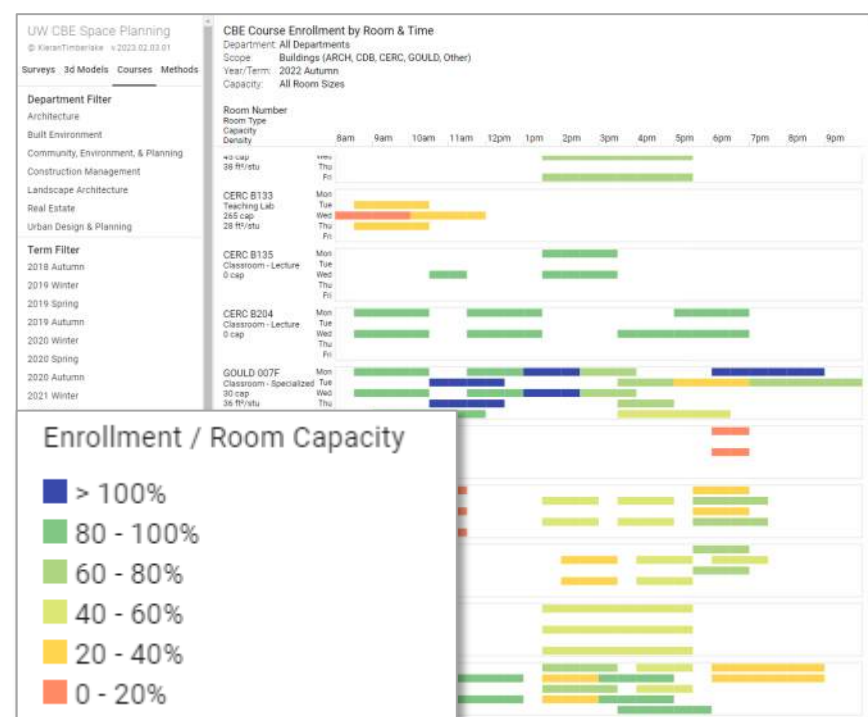 UW CBE Space Planning
© KieranTimberlake v.2023.02.03.01
Surveys 3d Models Courses Methods
Department Filter
Architecture
Built Environment
Community, Environment, & Planning
Construction Management
Landscape Architecture
Real Estate
Urban Design & Planning
Term Filter
2018 Autumn
2019 Winter
2019 Spring
2019 Autumn
2020 Winter
2020 Spring
2020 Autumn
2021 Winter
CBE Course Enrollment by Room & Time
Department: All Departments
Scope: Buildings (ARCH, CDB, CERC, GOULD, Other)
Year/Term: 2022 Autumn
Capacity: All Room Sizes
Room Number
Room Type
Capacity
Density
8am 9am 10am 11am 12pm 1pm 2pm 3pm 4pm 5pm 6pm 7pm 8pm 9pm
38 ft²/stu Thu
Fri
CERC B133 Mon
Teaching Lab Tue
265 cap Wed
28 ft²/stu Thu
Fri
CERC B135 Mon
Classroom - Lecture Tue
0 cap Wed
Thu
Fri
CERC B204 Mon
Classroom - Lecture Tue
0 cap Wed
Thu
Fri
GOULD 007F Mon
Classroom - Specialized Tue
30 cap Wed
36 ft²/stu Thu
Enrollment / Room Capacity
> 100%
80 - 100%
60 - 80%
40 - 60%
20 - 40%
0 - 20%